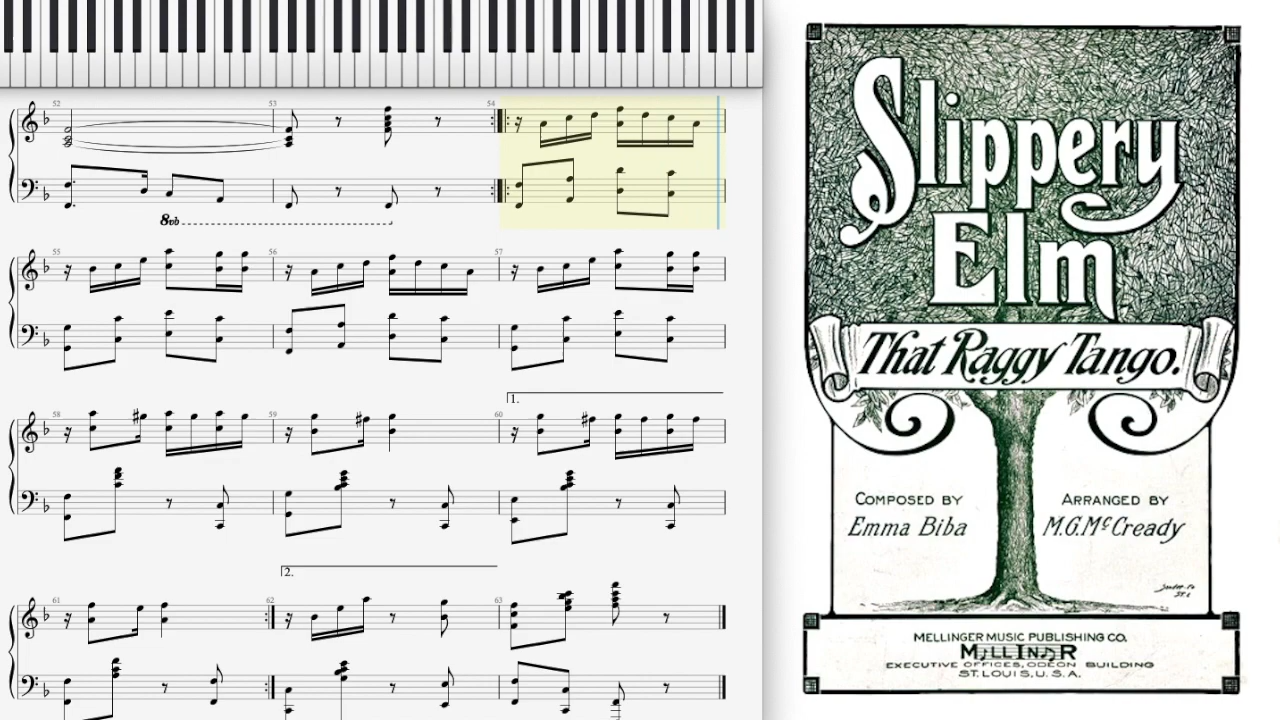 52 53 54
8vb
55 56 57
1.
58 59 60
2.
61 62 63
Slippery
Elm
That Raggy Tango.
COMPOSED BY
Emma Biba
ARRANGED BY
M.G.McCready
MELLINGER MUSIC PUBLISHING CO.
EXECUTIVE OFFICES, ODEON BUILDING
ST. LOUIS, U.S.A.